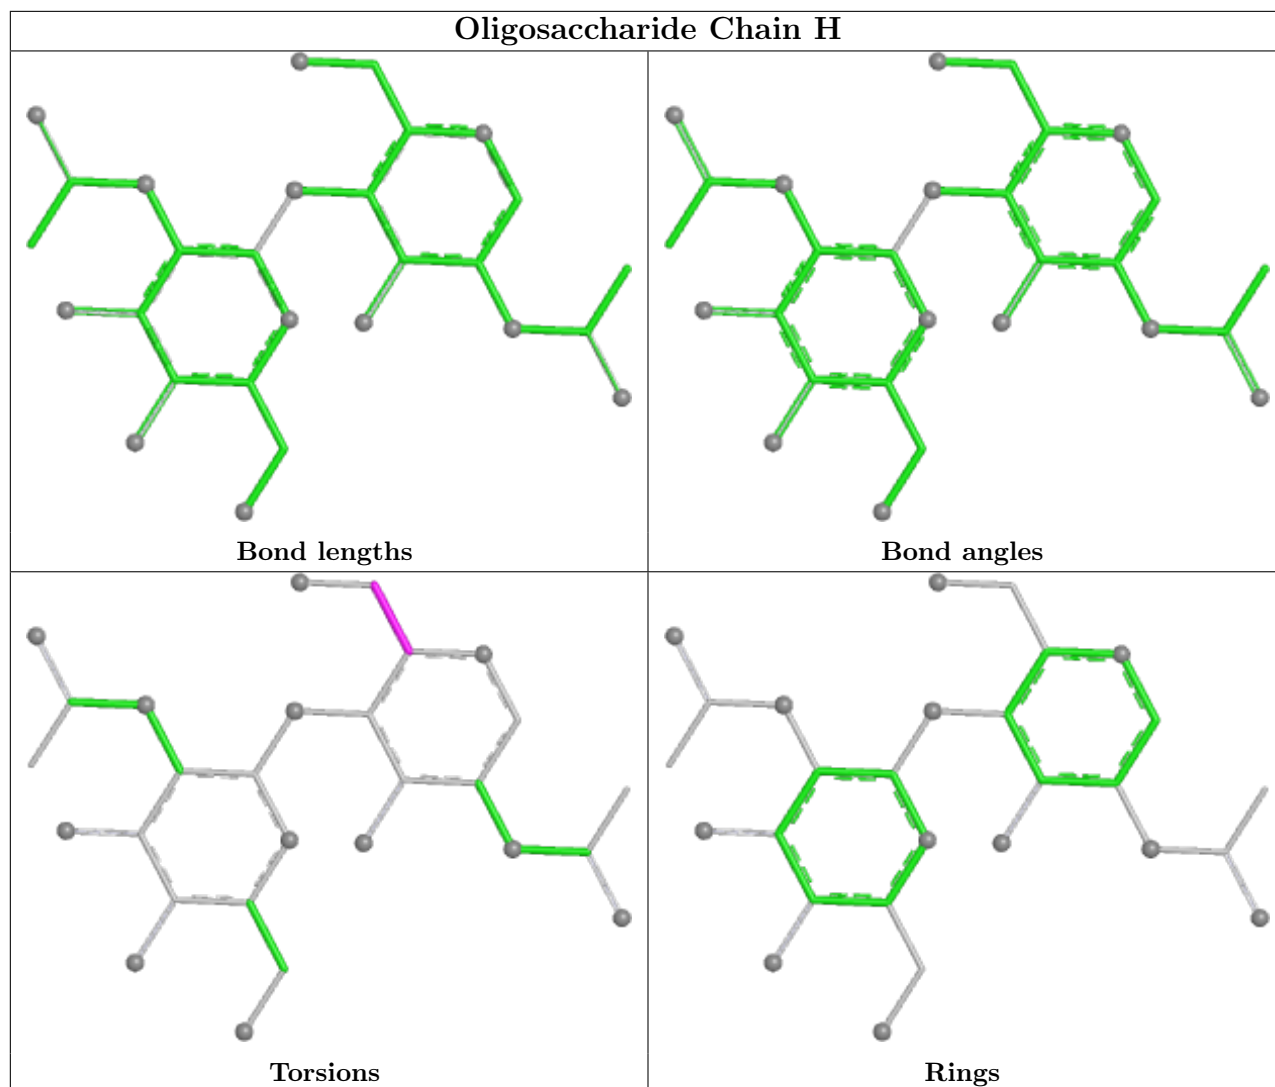 Oligosaccharide Chain H
Bond lengths
Bond angles
Torsions
Rings